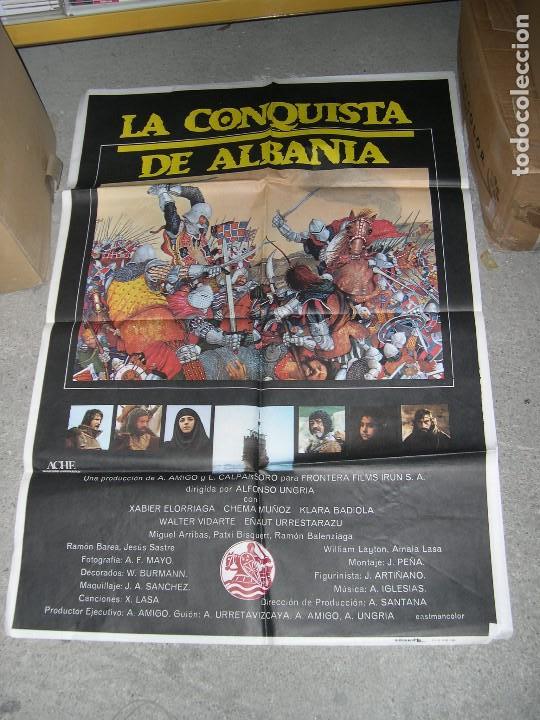 LA CONQUISTA
DE ALBANIA
ACHE
Una producción de A. AMIGO y L. CALPARSORO para FRONTERA FILMS IRUN S. A.
dirigida por ALFONSO UNGRIA
con
XABIER ELORRIAGA CHEMA MUÑOZ KLARA BADIOLA
WALTER VIDARTE ENAUT URRESTARAZU
Miguel Arribas, Patxi Bisquert, Ramón Balenziaga
Ramón Barea, Jesús Sastre
William Layton, Amaia Lasa
Fotografía: A. F. MAYO.
Montaje: J. PEÑA.
Decorados: W. BURMANN.
Figurinista: J. ARTIÑANO.
Maquillaje: J. A. SANCHEZ.
Música: A. IGLESIAS.
Canciones: X. LASA
Dirección de Producción: A. SANTANA
Productor Ejecutivo: A. AMIGO. Guión: A. URRETAVIZCAYA, A. AMIGO, A. UNGRIA
eastmancolor
todocoleccion